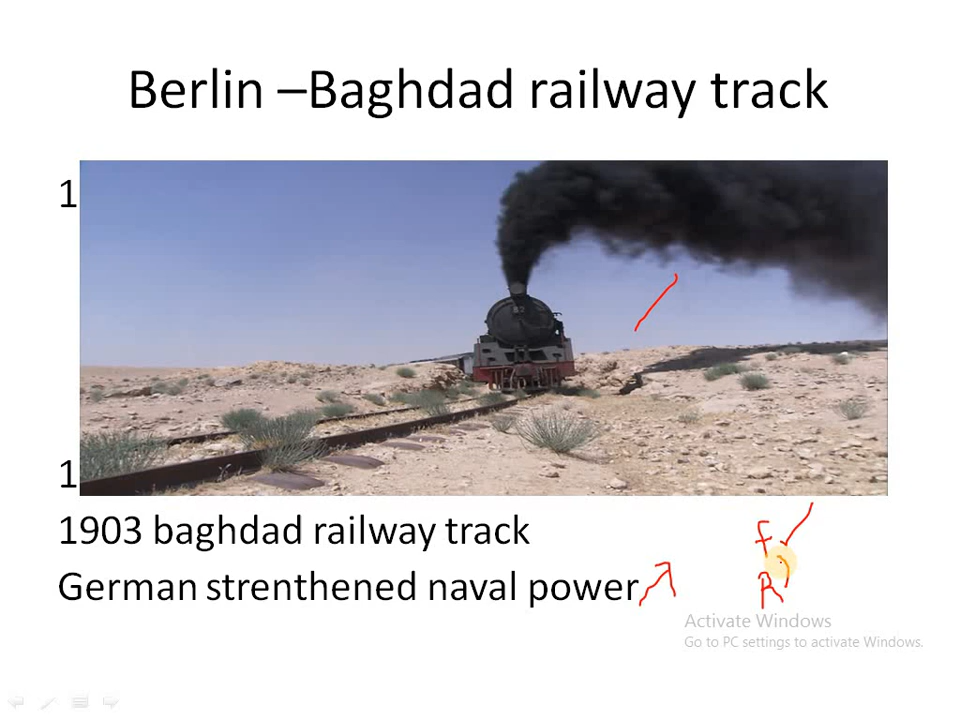 Berlin –Baghdad railway track
1
1
1903 baghdad railway track
German strenthened naval power
F
R
Activate Windows
Go to PC settings to activate Windows.